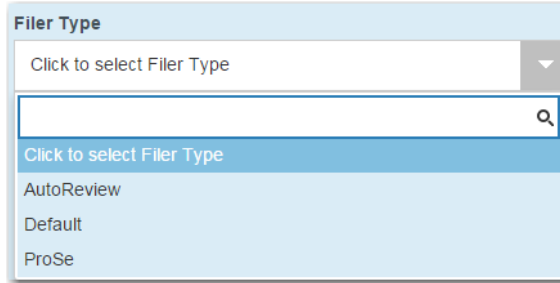 Filer Type
Click to select Filer Type
Click to select Filer Type
AutoReview
Default
ProSe